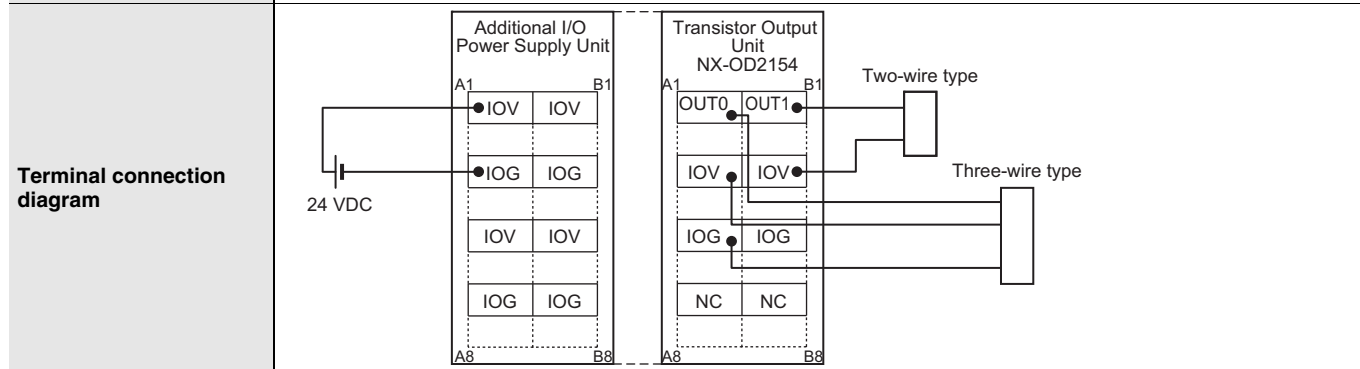 Terminal connection
diagram
Additional I/O
Power Supply Unit
A1 B1
IOV IOV
IOG IOG
IOV IOV
IOG IOG
A8 B8
24 VDC
Transistor Output
Unit
NX-OD2154
A1 B1
OUT0 OUT1
IOV IOV
IOG IOG
NC NC
A8 B8
Two-wire type
Three-wire type